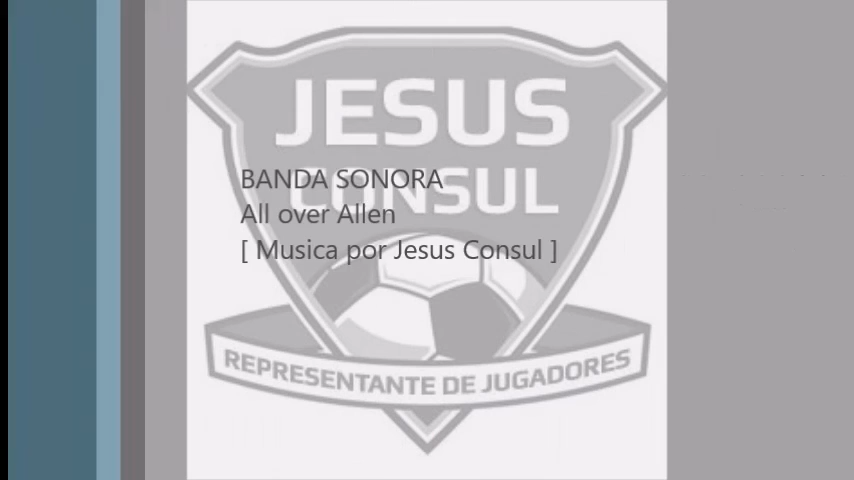 JESUS
CONSUL
BANDA SONORA
All over Allen
[ Musica por Jesus Consul ]
REPRESENTANTE DE JUGADORES